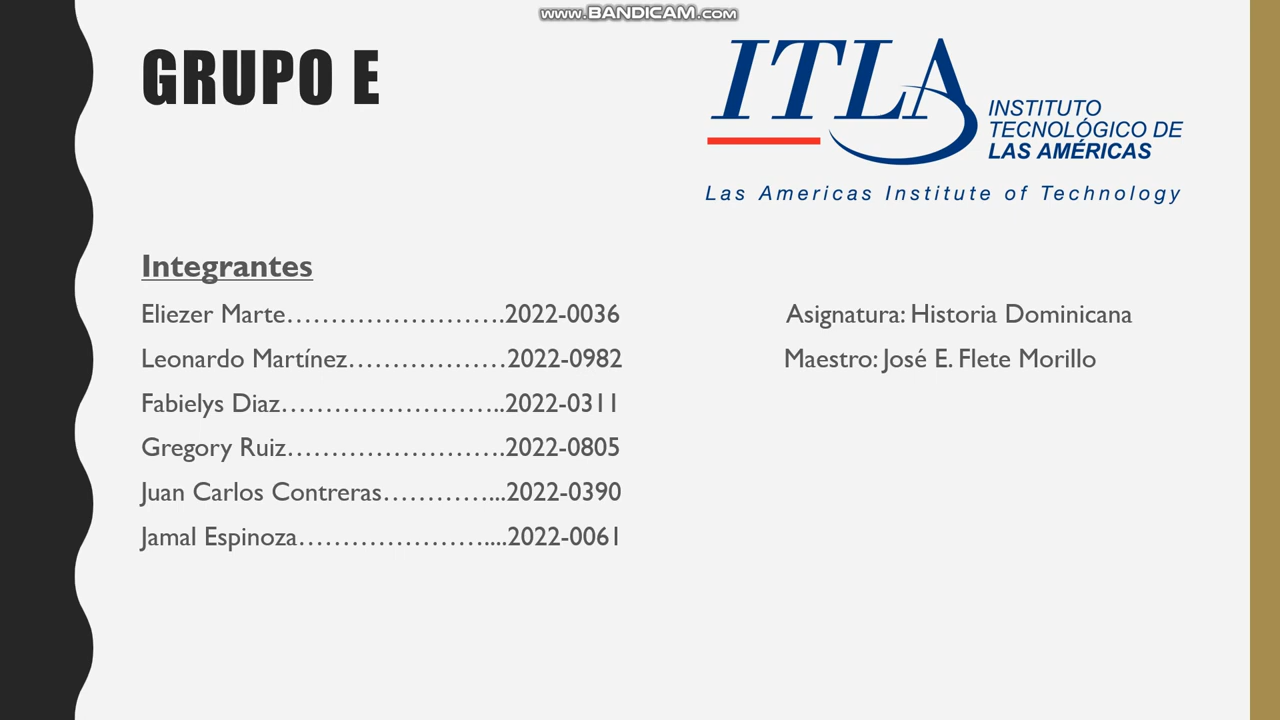 www.BANDICAM.com
GRUPO E
ITLA
INSTITUTO
TECNOLÓGICO DE
LAS AMÉRICAS
Las Americas Institute of Technology
Integrantes
Eliezer Marte…………………….2022-0036
Leonardo Martínez………………2022-0982
Fabielys Diaz……………………..2022-0311
Gregory Ruiz…………………….2022-0805
Juan Carlos Contreras…………...2022-0390
Jamal Espinoza…………………....2022-0061
Asignatura: Historia Dominicana
Maestro: José E. Flete Morillo